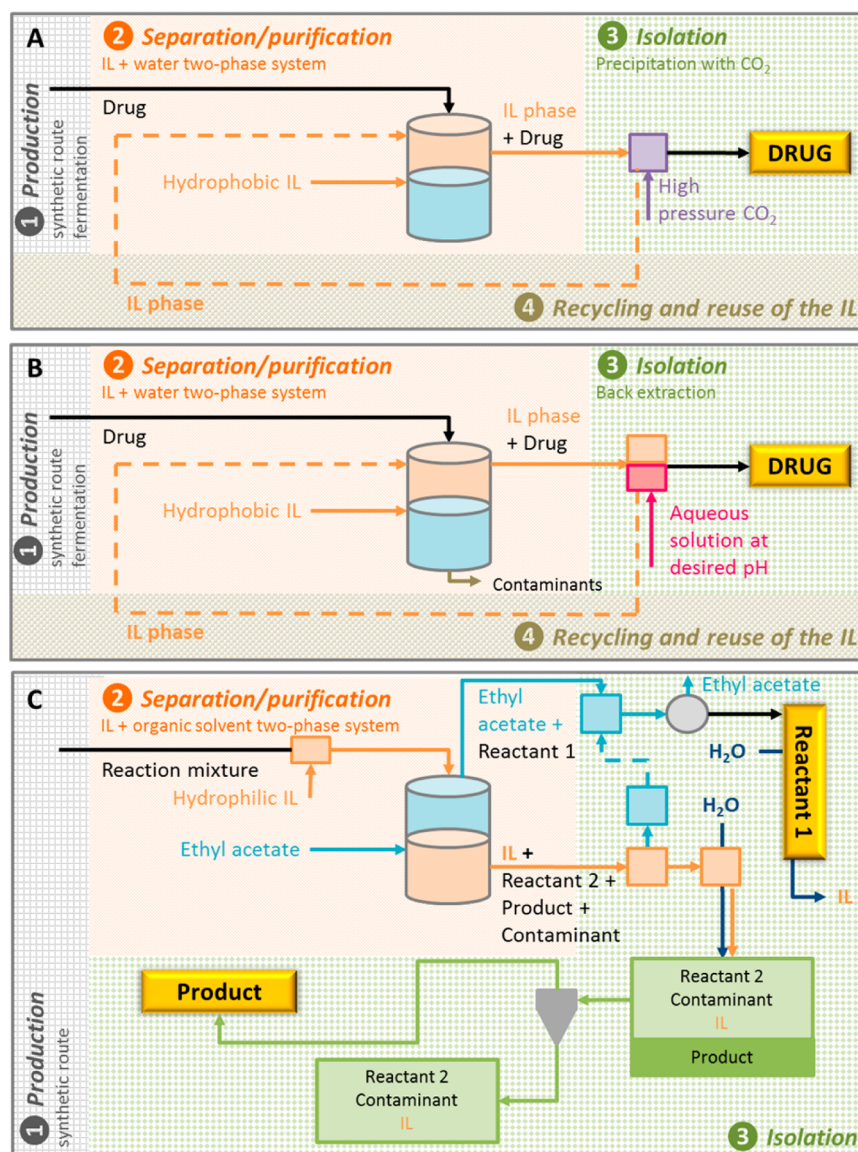 A
2 Separation/purification
IL + water two-phase system
3 Isolation
Precipitation with CO2
1 Production
synthetic route
fermentation
Drug
IL phase
+ Drug
Hydrophobic IL
High
pressure CO2
DRUG
IL phase
4 Recycling and reuse of the IL
B
2 Separation/purification
IL + water two-phase system
3 Isolation
Back extraction
1 Production
synthetic route
fermentation
Drug
IL phase
+ Drug
Hydrophobic IL
Aqueous
solution at
desired pH
DRUG
Contaminants
IL phase
4 Recycling and reuse of the IL
C
2 Separation/purification
IL + organic solvent two-phase system
Reaction mixture
Hydrophilic IL
Ethyl acetate
Ethyl
acetate +
Reactant 1
Ethyl acetate
H2O
Reactant 1
H2O
IL
IL +
Reactant 2 +
Product +
Contaminant
Reactant 2
Contaminant
IL
Product
Product
Reactant 2
Contaminant
IL
1 Production
synthetic route
3 Isolation